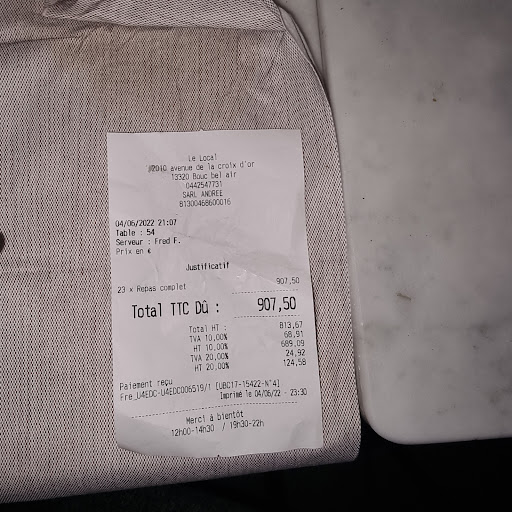 Le Local
avenue de la croix d'or
13320 Bouc bel air
0442547731
SARL ANDREE
81300468600016
04/06/2022 21:07
Table : 54
Serveur : Fred F.
Prix en €
Justificatif
23 x Repas complet 907,50
Total TTC Dû : 907,50
Total HT : 813,67
TVA 10,00% 68,91
HT 10,00% 689,09
TVA 20,00% 24,92
HT 20,00% 124,58
Paiement reçu
Fre_U4EDC-U4EDC006519/1 [UBC17-15422-N°4]
Imprimé le 04/06/22 - 23:30
Merci à bientôt
12h00-14h30 / 19h30-22h